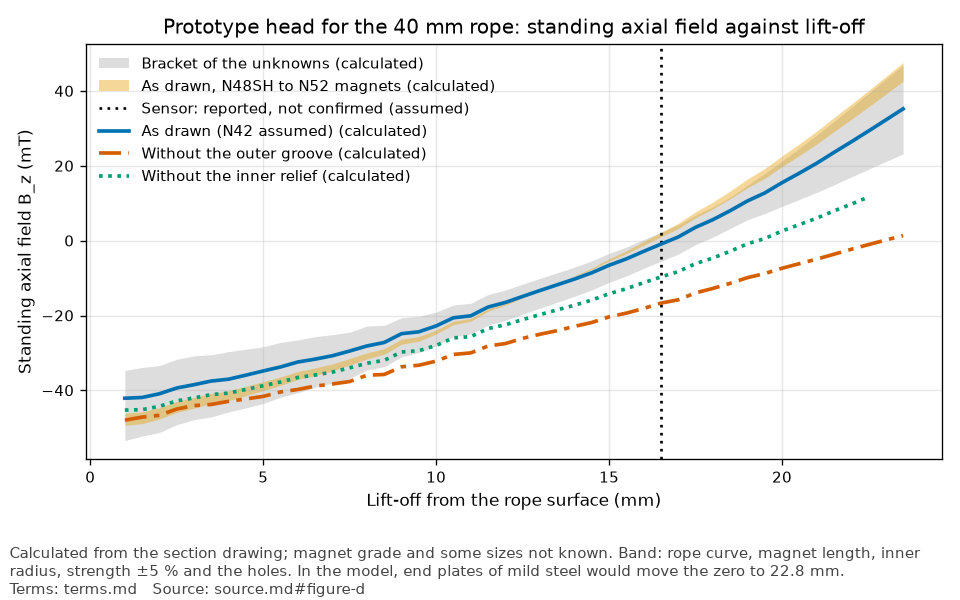 Prototype head for the 40 mm rope: standing axial field against lift-off
Bracket of the unknowns (calculated)
As drawn, N48SH to N52 magnets (calculated)
Sensor: reported, not confirmed (assumed)
As drawn (N42 assumed) (calculated)
Without the outer groove (calculated)
Without the inner relief (calculated)
Standing axial field B_z (mT)
40
20
0
−20
−40
0
5
10
15
20
Lift-off from the rope surface (mm)
Calculated from the section drawing; magnet grade and some sizes not known. Band: rope curve, magnet length, inner
radius, strength ±5 % and the holes. In the model, end plates of mild steel would move the zero to 22.8 mm.
Terms: terms.md   Source: source.md#figure-d